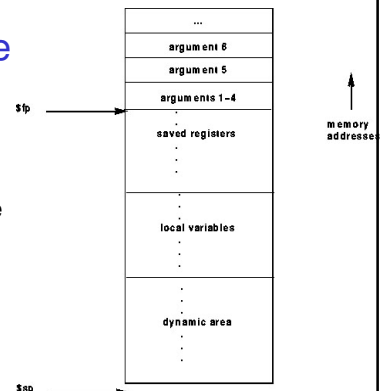 ...
e
argument 6
argument 5
arguments 1–4
$fp
saved registers
memory
addresses
e
local variables
dynamic area
$sp